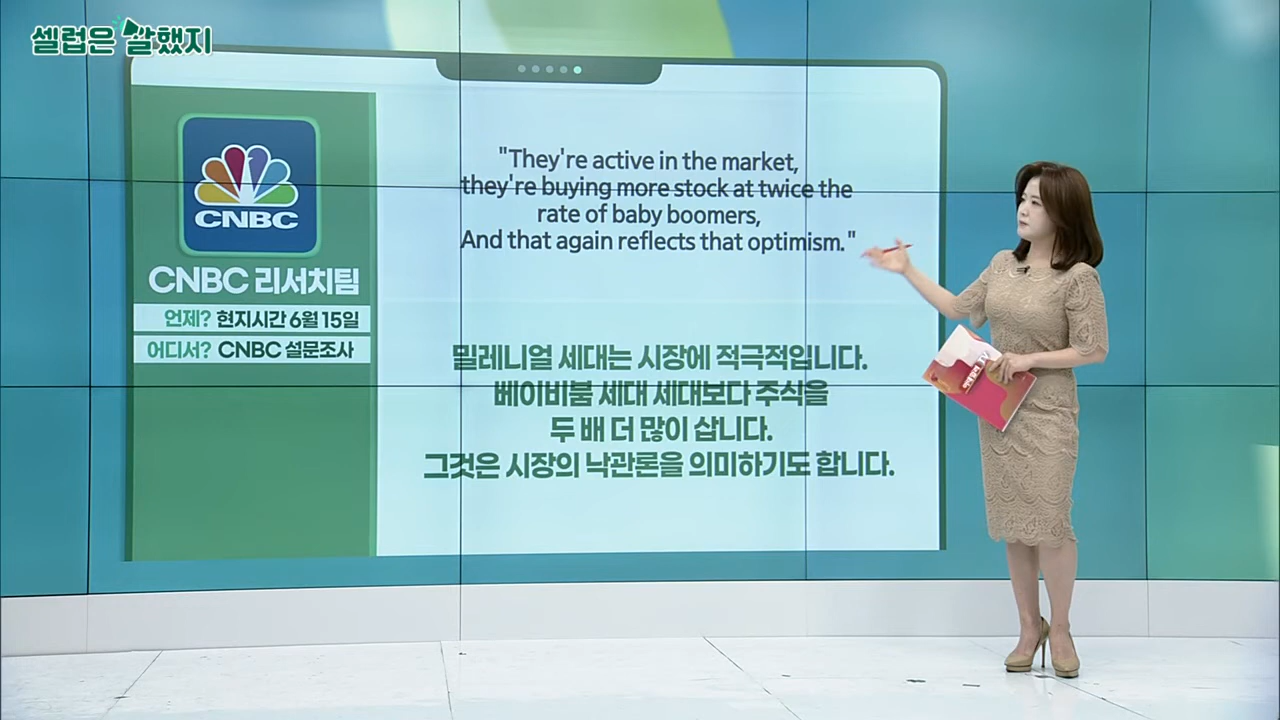 셀럽은 말했지
CNBC
CNBC 리서치팀
언제? 현지시간 6월 15일
어디서? CNBC 설문조사
"They're active in the market,
they're buying more stock at twice the
rate of baby boomers,
And that again reflects that optimism."
밀레니얼 세대는 시장에 적극적입니다.
베이비붐 세대 세대보다 주식을
두 배 더 많이 삽니다.
그것은 시장의 낙관론을 의미하기도 합니다.